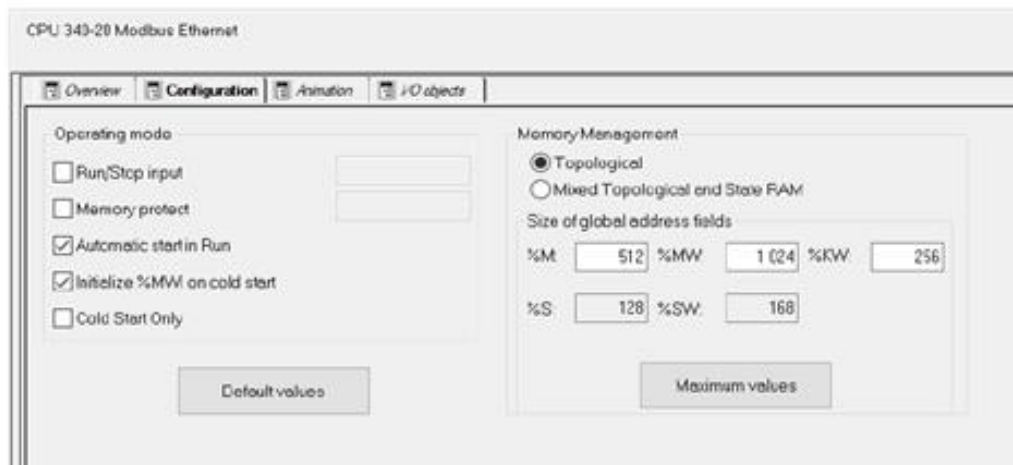 CPU 340-20 Modbus Ethernet
Overview Configuration Animation I/O objects
Operating mode
Run/Stop input
Memory protect
Automatic start in Run
Initialize %MWi on cold start
Cold Start Only
Default values
Memory Management
Topological
Mixed Topological and State RAM
Size of global address fields
%M: 512 %MW: 1 024 %KW: 256
%S: 128 %SW: 168
Maximum values